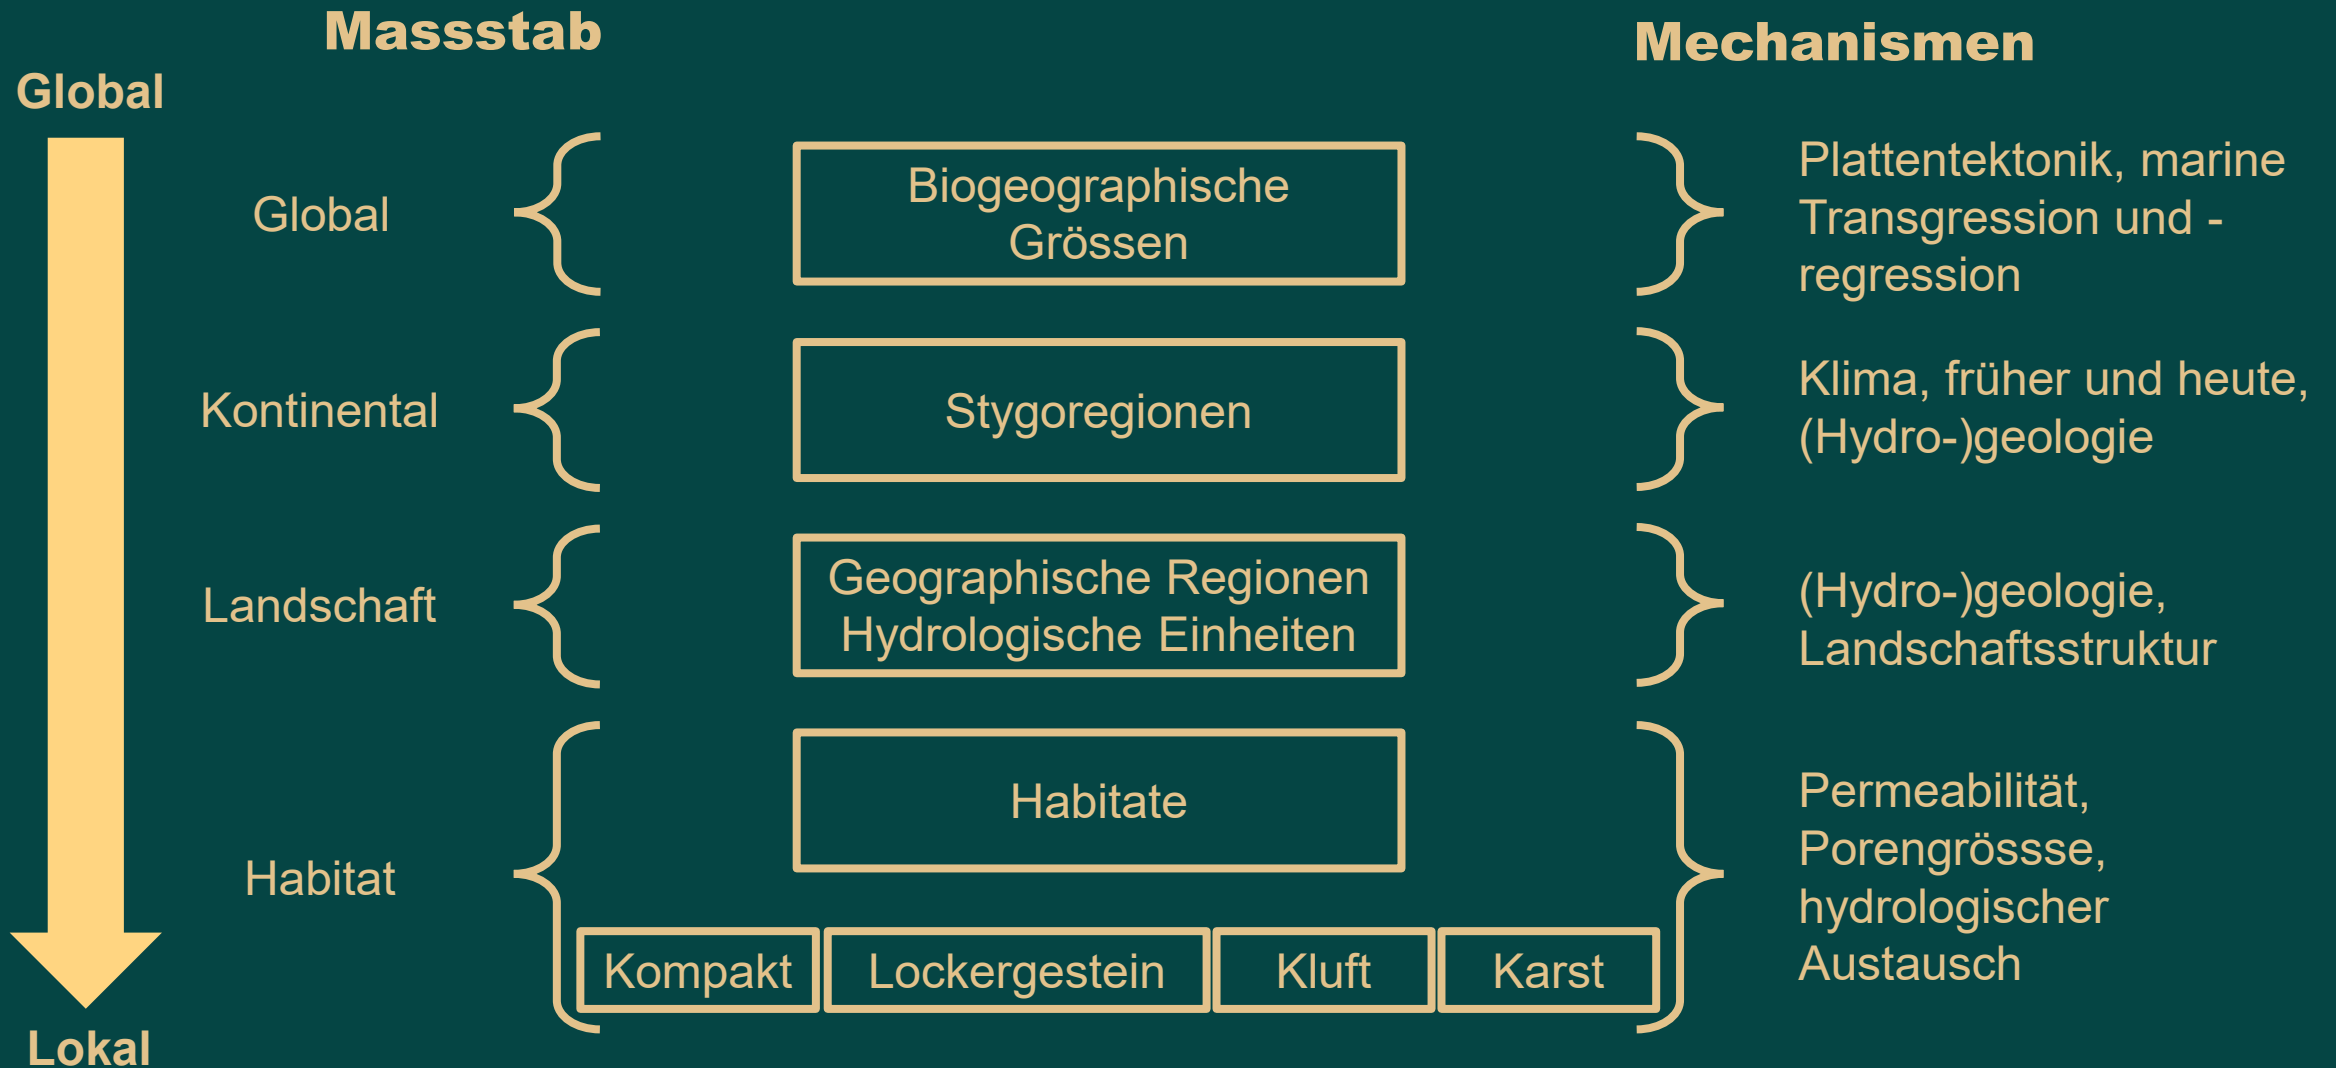 Massstab
Mechanismen
Global
Global
Biogeographische
Grössen
Plattentektonik, marine
Transgression und -
regression
Kontinental
Stygoregionen
Klima, früher und heute,
(Hydro-)geologie
Landschaft
Geographische Regionen
Hydrologische Einheiten
(Hydro-)geologie,
Landschaftsstruktur
Habitat
Habitate
Kompakt
Lockergestein
Kluft
Karst
Permeabilität,
Porengrössse,
hydrologischer
Austausch
Lokal